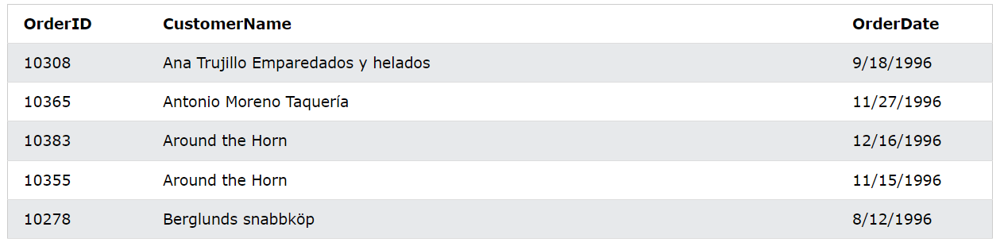 OrderID CustomerName OrderDate
10308 Ana Trujillo Emparedados y helados 9/18/1996
10365 Antonio Moreno Taquería 11/27/1996
10383 Around the Horn 12/16/1996
10355 Around the Horn 11/15/1996
10278 Berglunds snabbköp 8/12/1996